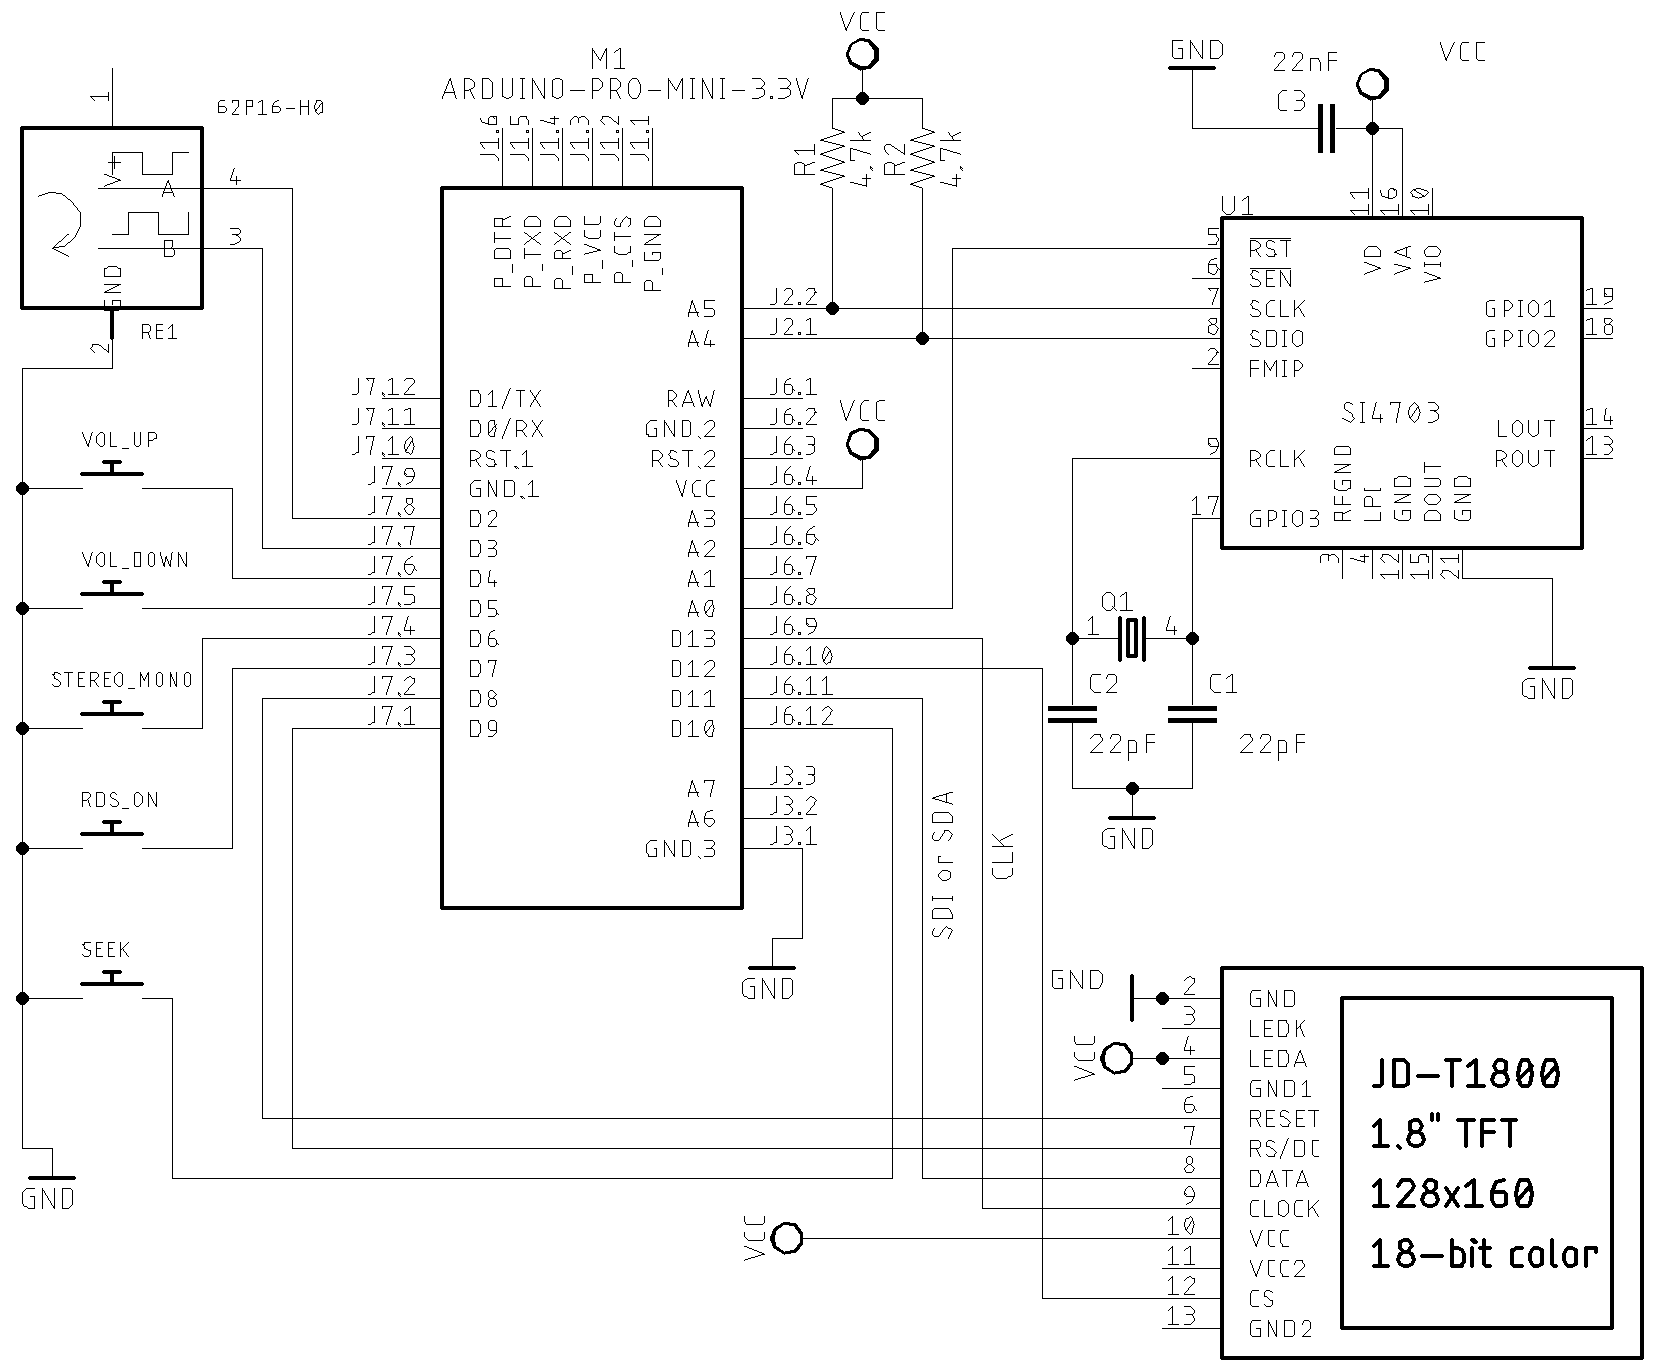 1
62P16-H0
V+
A
4
B
3
GND
2
RE1
VOL_UP
VOL_DOWN
STEREO_MONO
RDS_ON
SEEK
GND
M1
ARDUINO-PRO-MINI-3.3V
J1.6
J1.5
J1.4
J1.3
J1.2
J1.1
P_DTR
P_TXD
P_RXD
P_VCC
P_CTS
P_GND
J7.12 D1/TX
J7.11 D0/RX
J7.10 RST.1
J7.9 GND.1
J7.8 D2
J7.7 D3
J7.6 D4
J7.5 D5
J7.4 D6
J7.3 D7
J7.2 D8
J7.1 D9
A5 J2.2
A4 J2.1
RAW J6.1
GND.2 J6.2
RST.2 J6.3
VCC J6.4
A3 J6.5
A2 J6.6
A1 J6.7
A0 J6.8
D13 J6.9
D12 J6.10
D11 J6.11
D10 J6.12
A7 J3.3
A6 J3.2
GND.3 J3.1
GND
VCC
R1
4.7k
R2
4.7k
VCC
SDI or SDA
CLK
GND
22nF
C3
VCC
U1
11
16
10
VD
VA
VIO
5 RST
6 SEN
7 SCLK
8 SDIO
2 FMIP
9 RCLK
17 GPIO3
SI4703
GPIO1 19
GPIO2 18
LOUT 14
ROUT 13
RFGND
LPI
GND
DOUT
GND
3
4
12
15
21
GND
Q1
1
4
C2
22pF
C1
22pF
GND
GND
VCC
VCC
2 GND
3 LEDK
4 LEDA
5 GND1
6 RESET
7 RS/DC
8 DATA
9 CLOCK
10 VCC
11 VCC2
12 CS
13 GND2
JD-T1800
1.8" TFT
128x160
18-bit color